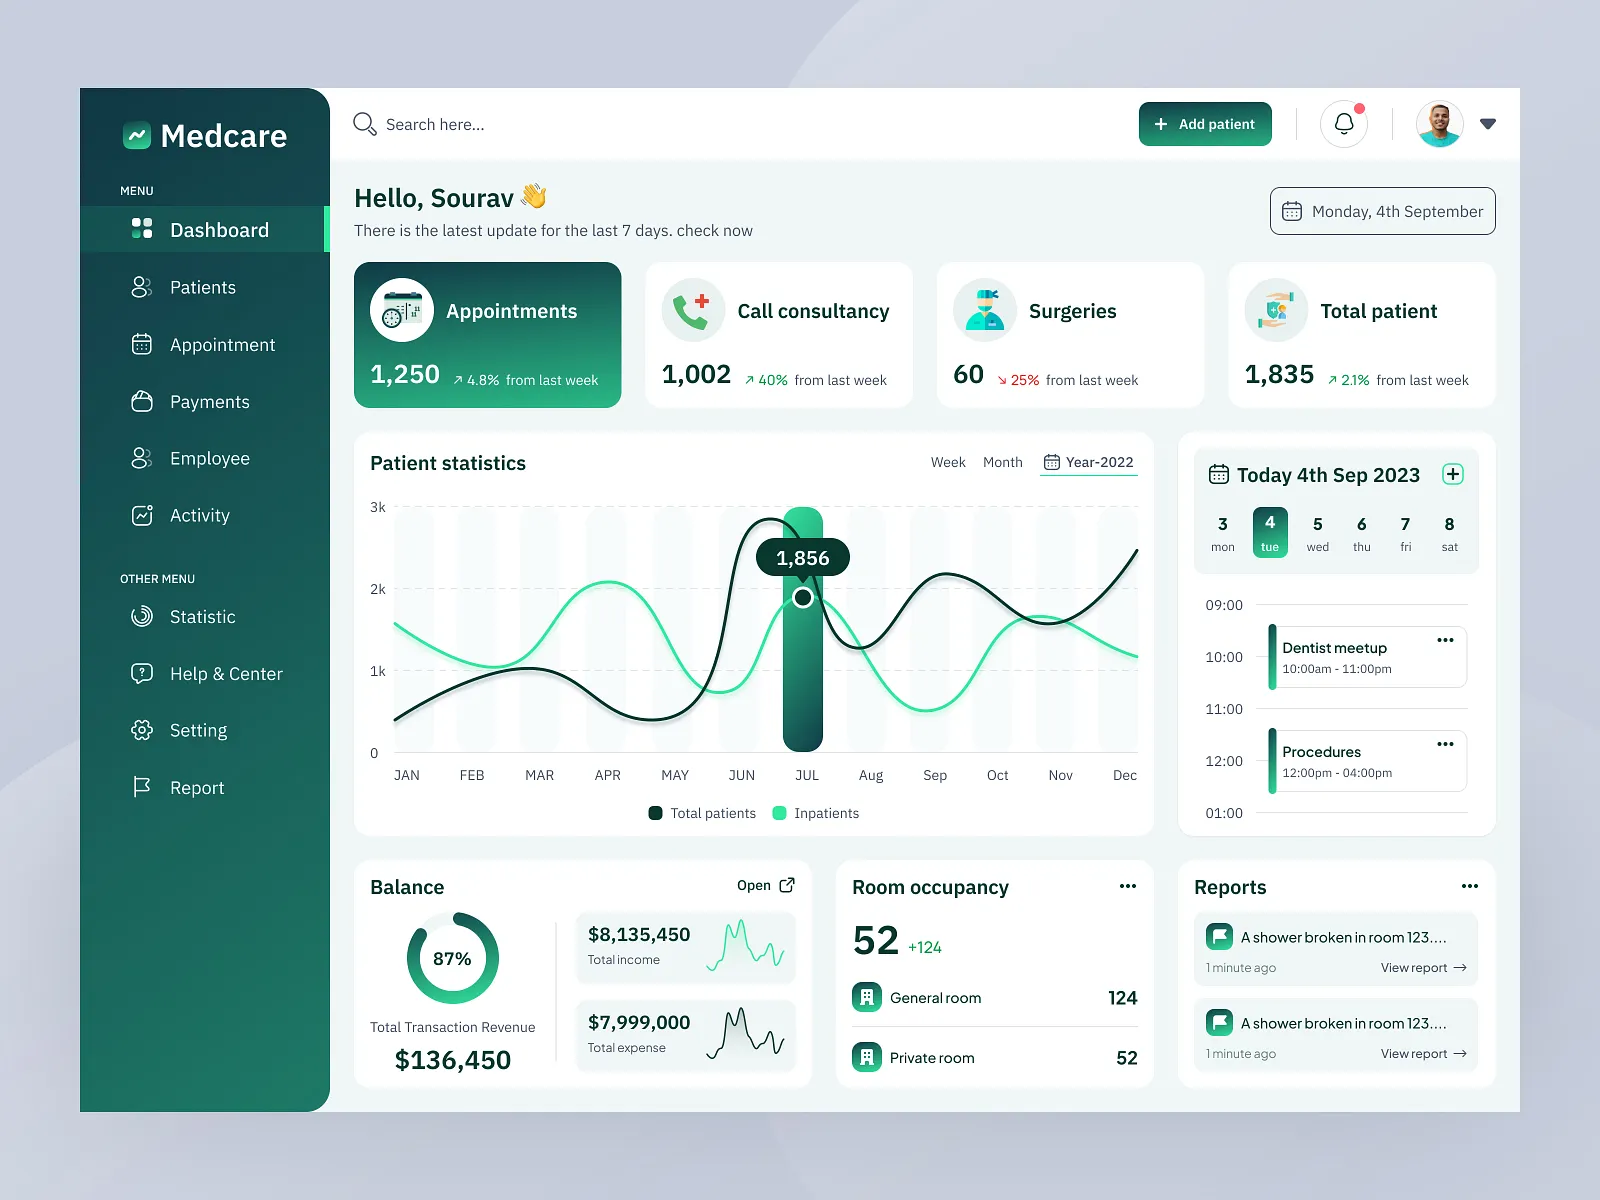 Medcare
MENU
Dashboard
Patients
Appointment
Payments
Employee
Activity
OTHER MENU
Statistic
Help & Center
Setting
Report
Search here...
+ Add patient
Hello, Sourav 👋
There is the latest update for the last 7 days. check now
Monday, 4th September
Appointments
1,250 ↗ 4.8% from last week
Call consultancy
1,002 ↗ 40% from last week
Surgeries
60 ↘ 25% from last week
Total patient
1,835 ↗ 2.1% from last week
Patient statistics
Week Month Year-2022
3k
2k
1k
0
1,856
JAN FEB MAR APR MAY JUN JUL Aug Sep Oct Nov Dec
Total patients Inpatients
Today 4th Sep 2023
3 4 5 6 7 8
mon tue wed thu fri sat
09:00
10:00
Dentist meetup
10:00am - 11:00pm
11:00
12:00
Procedures
12:00pm - 04:00pm
01:00
Balance
Open
87%
Total Transaction Revenue
$136,450
$8,135,450
Total income
$7,999,000
Total expense
Room occupancy
52 +124
General room 124
Private room 52
Reports
A shower broken in room 123....
1 minute ago View report →
A shower broken in room 123....
1 minute ago View report →